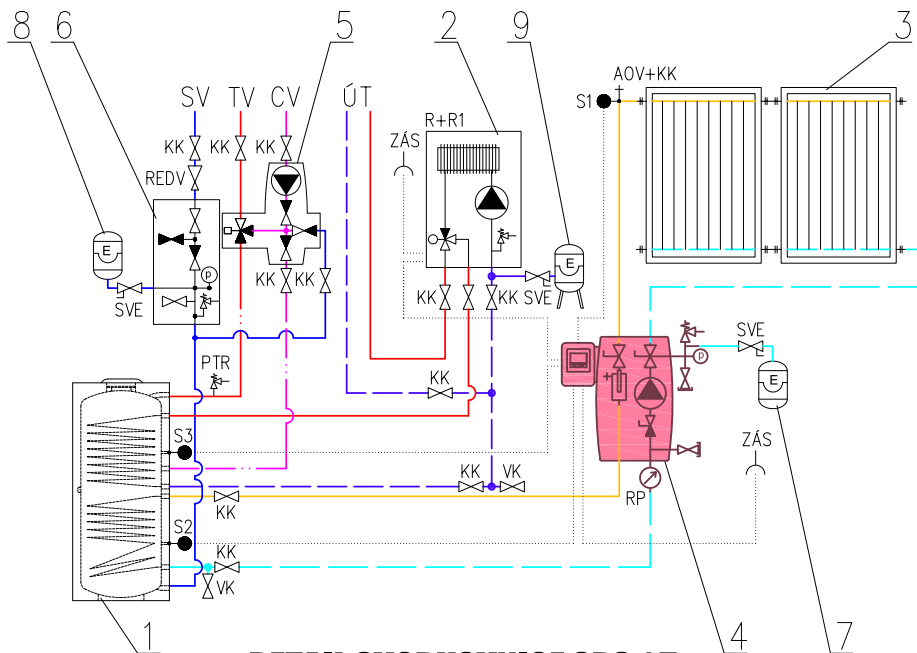 8 6 5 2 9 3
SV TV CV ÚT
AOV+KK
S1
R+R1
ZÁS
KK KK KK
REDV
E
P
SVE
KK KK
PTR
KK KK
SVE
E
P
SVE
E
KK
ZÁS
S3
KK VK
RP
KK
S2
KK
VK
1 4 7